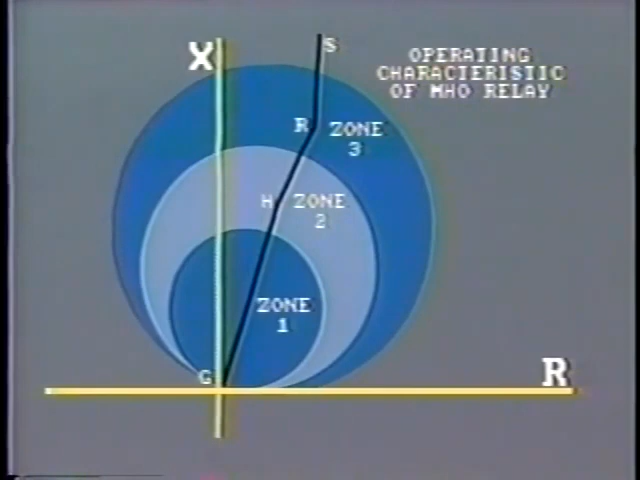 X
S
OPERATING
CHARACTERISTIC
OF MHO RELAY
R
ZONE
3
H
ZONE
2
ZONE
1
G
R